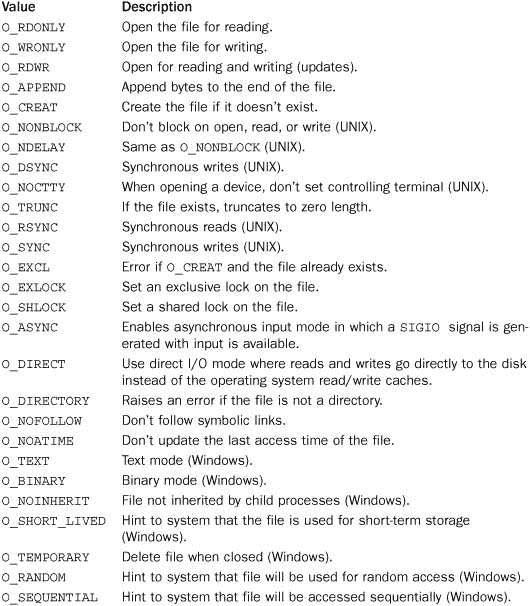 Value Description
O_RDONLY Open the file for reading.
O_WRONLY Open the file for writing.
O_RDWR Open for reading and writing (updates).
O_APPEND Append bytes to the end of the file.
O_CREAT Create the file if it doesn't exist.
O_NONBLOCK Don't block on open, read, or write (UNIX).
O_NDELAY Same as O_NONBLOCK (UNIX).
O_DSYNC Synchronous writes (UNIX).
O_NOCTTY When opening a device, don't set controlling terminal (UNIX).
O_TRUNC If the file exists, truncates to zero length.
O_RSYNC Synchronous reads (UNIX).
O_SYNC Synchronous writes (UNIX).
O_EXCL Error if O_CREAT and the file already exists.
O_EXLOCK Set an exclusive lock on the file.
O_SHLOCK Set a shared lock on the file.
O_ASYNC Enables asynchronous input mode in which a SIGIO signal is gen-
erated with input is available.
O_DIRECT Use direct I/O mode where reads and writes go directly to the disk
instead of the operating system read/write caches.
O_DIRECTORY Raises an error if the file is not a directory.
O_NOFOLLOW Don't follow symbolic links.
O_NOATIME Don't update the last access time of the file.
O_TEXT Text mode (Windows).
O_BINARY Binary mode (Windows).
O_NOINHERIT File not inherited by child processes (Windows).
O_SHORT_LIVED Hint to system that the file is used for short-term storage
(Windows).
O_TEMPORARY Delete file when closed (Windows).
O_RANDOM Hint to system that file will be used for random access (Windows).
O_SEQUENTIAL Hint to system that file will be accessed sequentially (Windows).